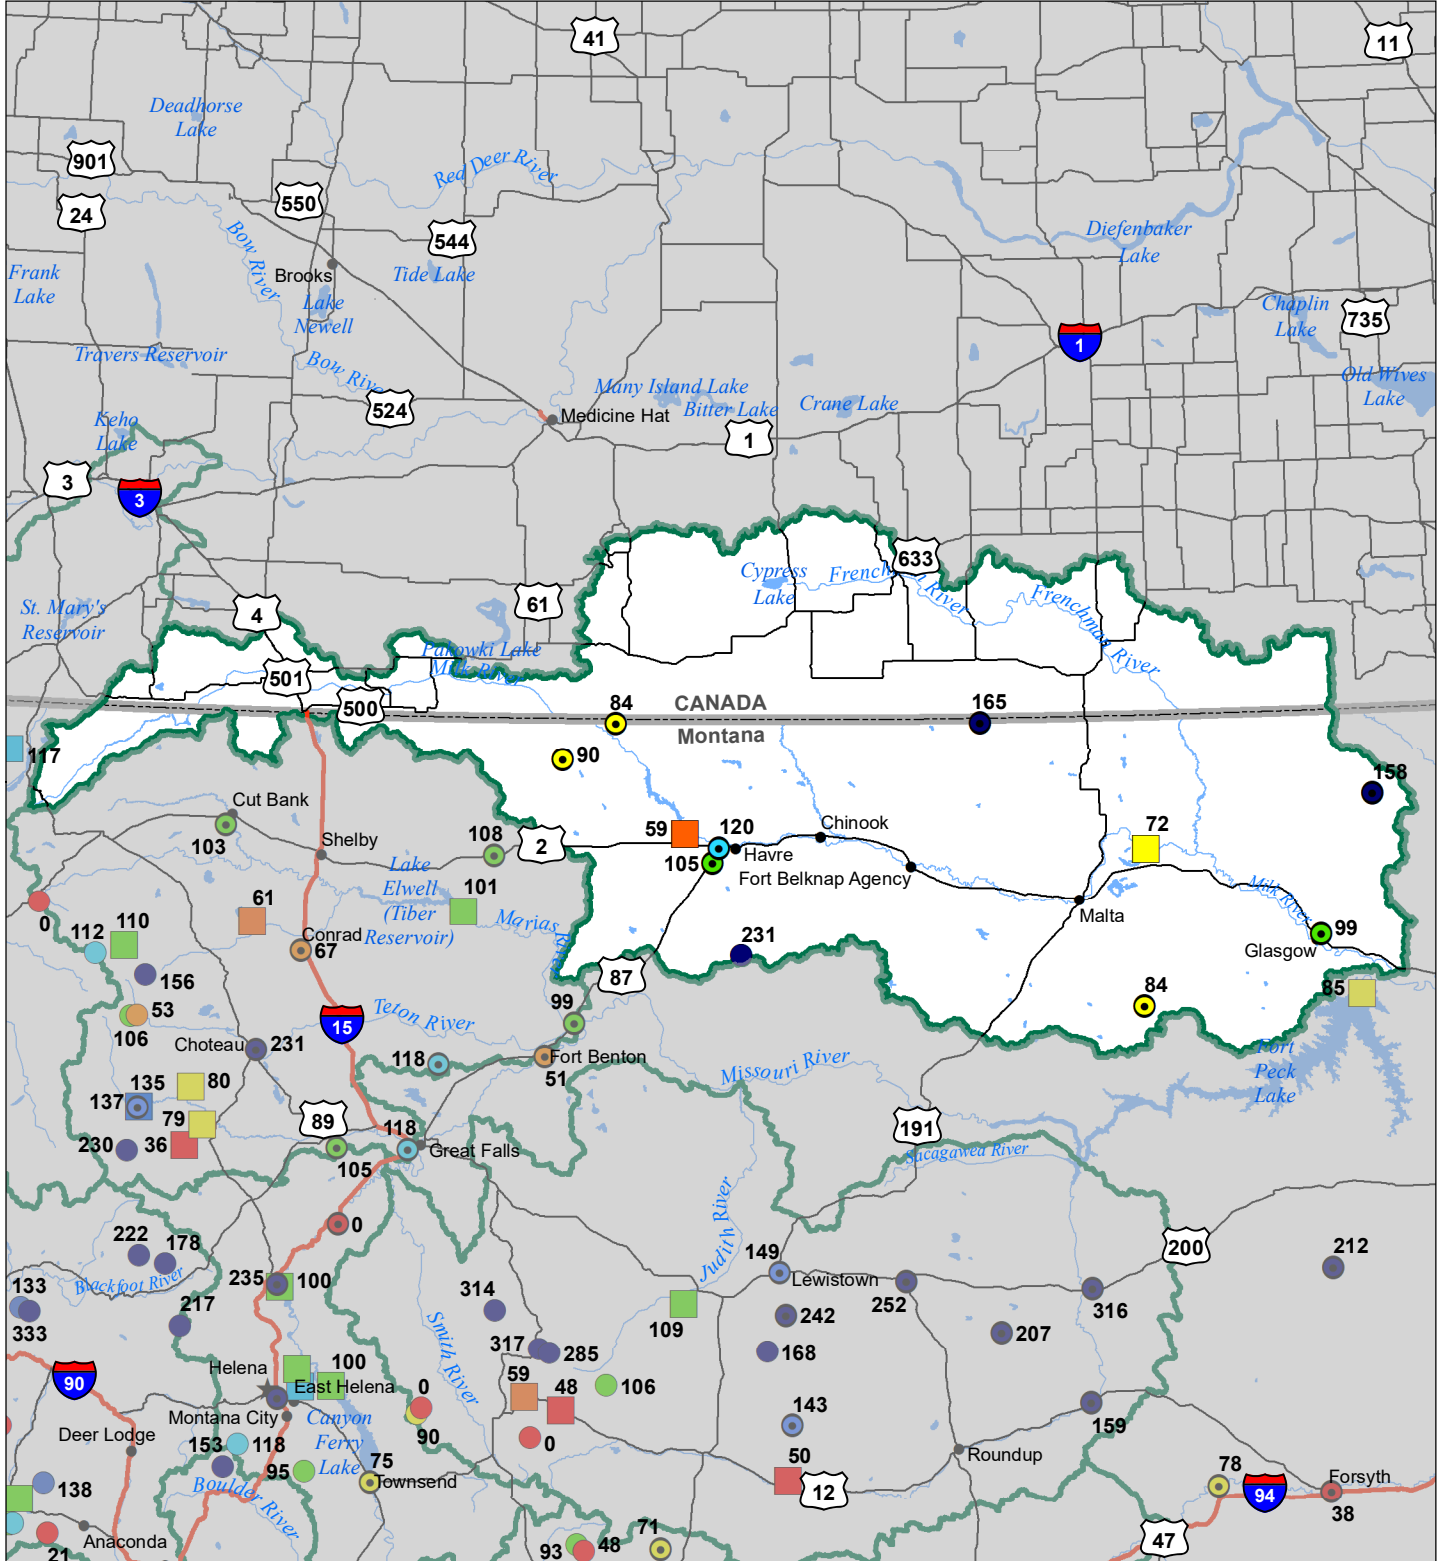 41
11
Deadhorse
Lake
901
Red Deer River
550
24
544
Bow River
Diefenbaker
Lake
Brooks
Tide Lake
Frank
Lake
Lake
Newell
Chaplin
Lake
735
1
Travers Reservoir
Bow River
Many Island Lake
Old Wives
Lake
524
Bitter Lake
Crane Lake
Keho
Lake
Medicine Hat
1
3
3
633
Cypress
Lake
Frenchman River
Frenchman River
61
St. Mary's
Reservoir
4
Pakowki Lake
Milk River
501
500
84
CANADA
165
Montana
117
90
158
Cut Bank
103
Shelby
108
2
59
120
Chinook
72
Havre
105
Fort Belknap Agency
Lake
Elwell
(Tiber
Reservoir)
101
61
Milk River
0
110
112
Marias River
Malta
Conrad
67
231
99
Glasgow
156
87
84
85
53
106
99
Teton River
15
Choteau
231
118
Fort Benton
51
Missouri River
Fort
Peck
Lake
135
80
137
79
89
118
191
230
36
105
Great Falls
Sacagawea River
0
Judith River
222
178
200
212
149
Lewistown
Blackfoot River
235
100
133
333
217
314
252
316
109
242
207
Smith River
317
285
168
Helena
100
90
East Helena
0
59
48
106
Montana City
Canyon
Ferry
Lake
90
143
159
Deer Lodge
153
118
0
Roundup
95
75
Townsend
50
12
78
94
Forsyth
38
138
Boulder River
Anaconda
21
93
48
71
47